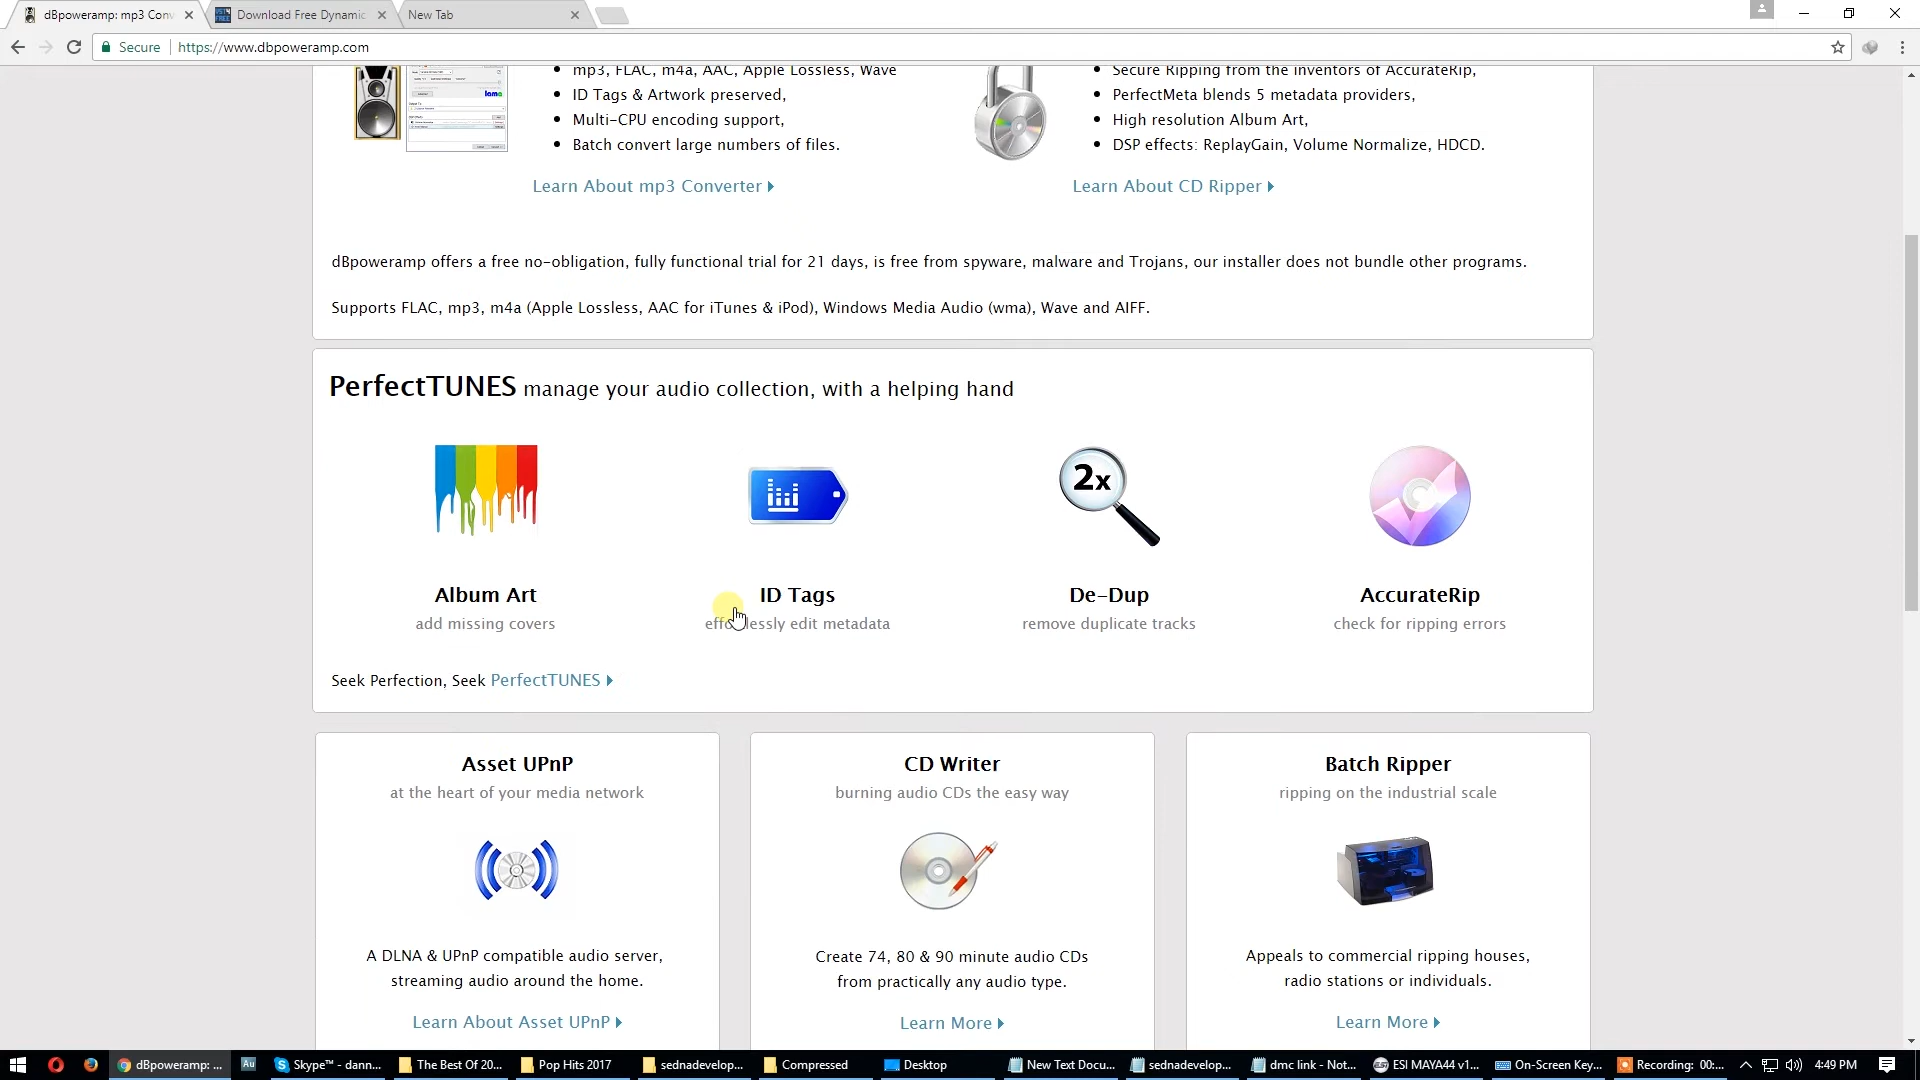 dBpoweramp: mp3 Conv
Download Free Dynamic
New Tab
Secure
https://www.dbpoweramp.com
mp3, FLAC, m4a, AAC, Apple Lossless, Wave
ID Tags & Artwork preserved,
Multi-CPU encoding support,
Batch convert large numbers of files.
Learn About mp3 Converter
Secure Ripping from the inventors of AccurateRip,
PerfectMeta blends 5 metadata providers,
High resolution Album Art,
DSP effects: ReplayGain, Volume Normalize, HDCD.
Learn About CD Ripper
dBpoweramp offers a free no-obligation, fully functional trial for 21 days, is free from spyware, malware and Trojans, our installer does not bundle other programs.
Supports FLAC, mp3, m4a (Apple Lossless, AAC for iTunes & iPod), Windows Media Audio (wma), Wave and AIFF.
PerfectTUNES manage your audio collection, with a helping hand
2x
Album Art
add missing covers
ID Tags
effortlessly edit metadata
De-Dup
remove duplicate tracks
AccurateRip
check for ripping errors
Seek Perfection, Seek PerfectTUNES
Asset UPnP
at the heart of your media network
A DLNA & UPnP compatible audio server,
streaming audio around the home.
Learn About Asset UPnP
CD Writer
burning audio CDs the easy way
Create 74, 80 & 90 minute audio CDs
from practically any audio type.
Learn More
Batch Ripper
ripping on the industrial scale
Appeals to commercial ripping houses,
radio stations or individuals.
Learn More
dBpoweramp: ...
Au
Skype™ - dann...
The Best Of 20...
Pop Hits 2017
sednadevelop...
Compressed
Desktop
New Text Docu...
sednadevelop...
dmc link - Not...
ESI MAYA44 v1...
On-Screen Key...
Recording: 00:...
4:49 PM